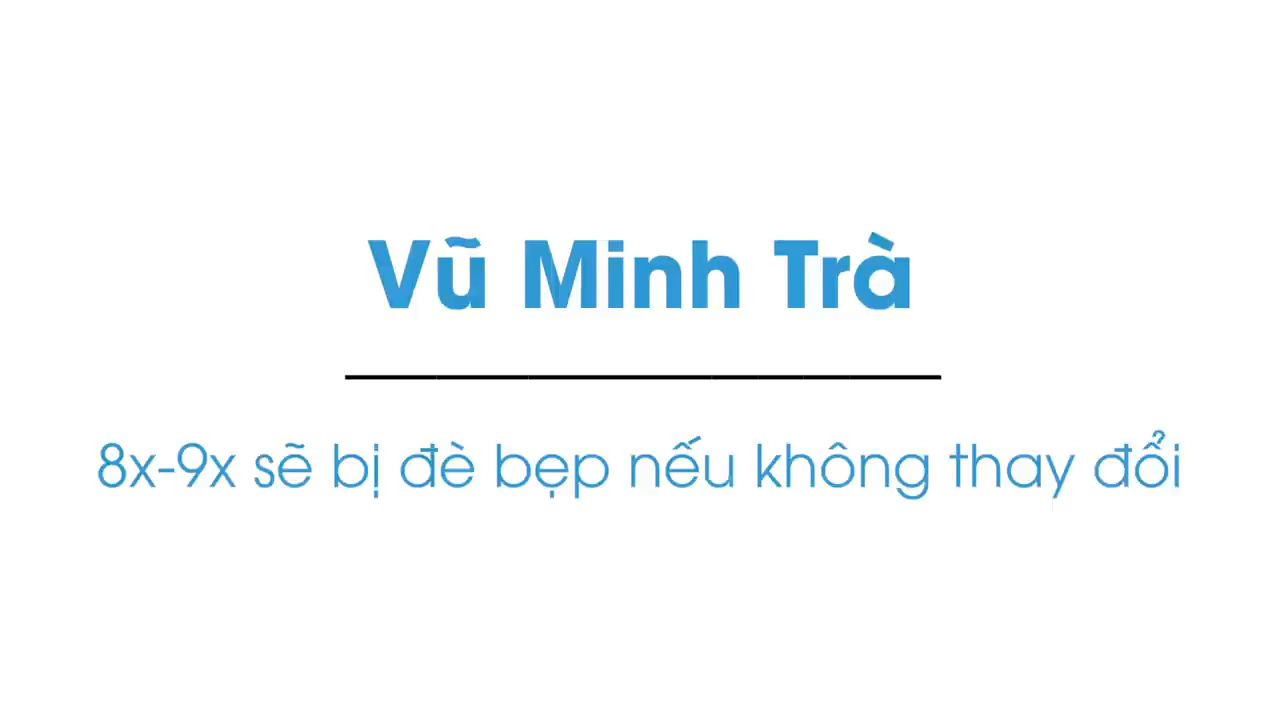 Vũ Minh Trà
8x-9x sẽ bị đè bẹp nếu không thay đổi